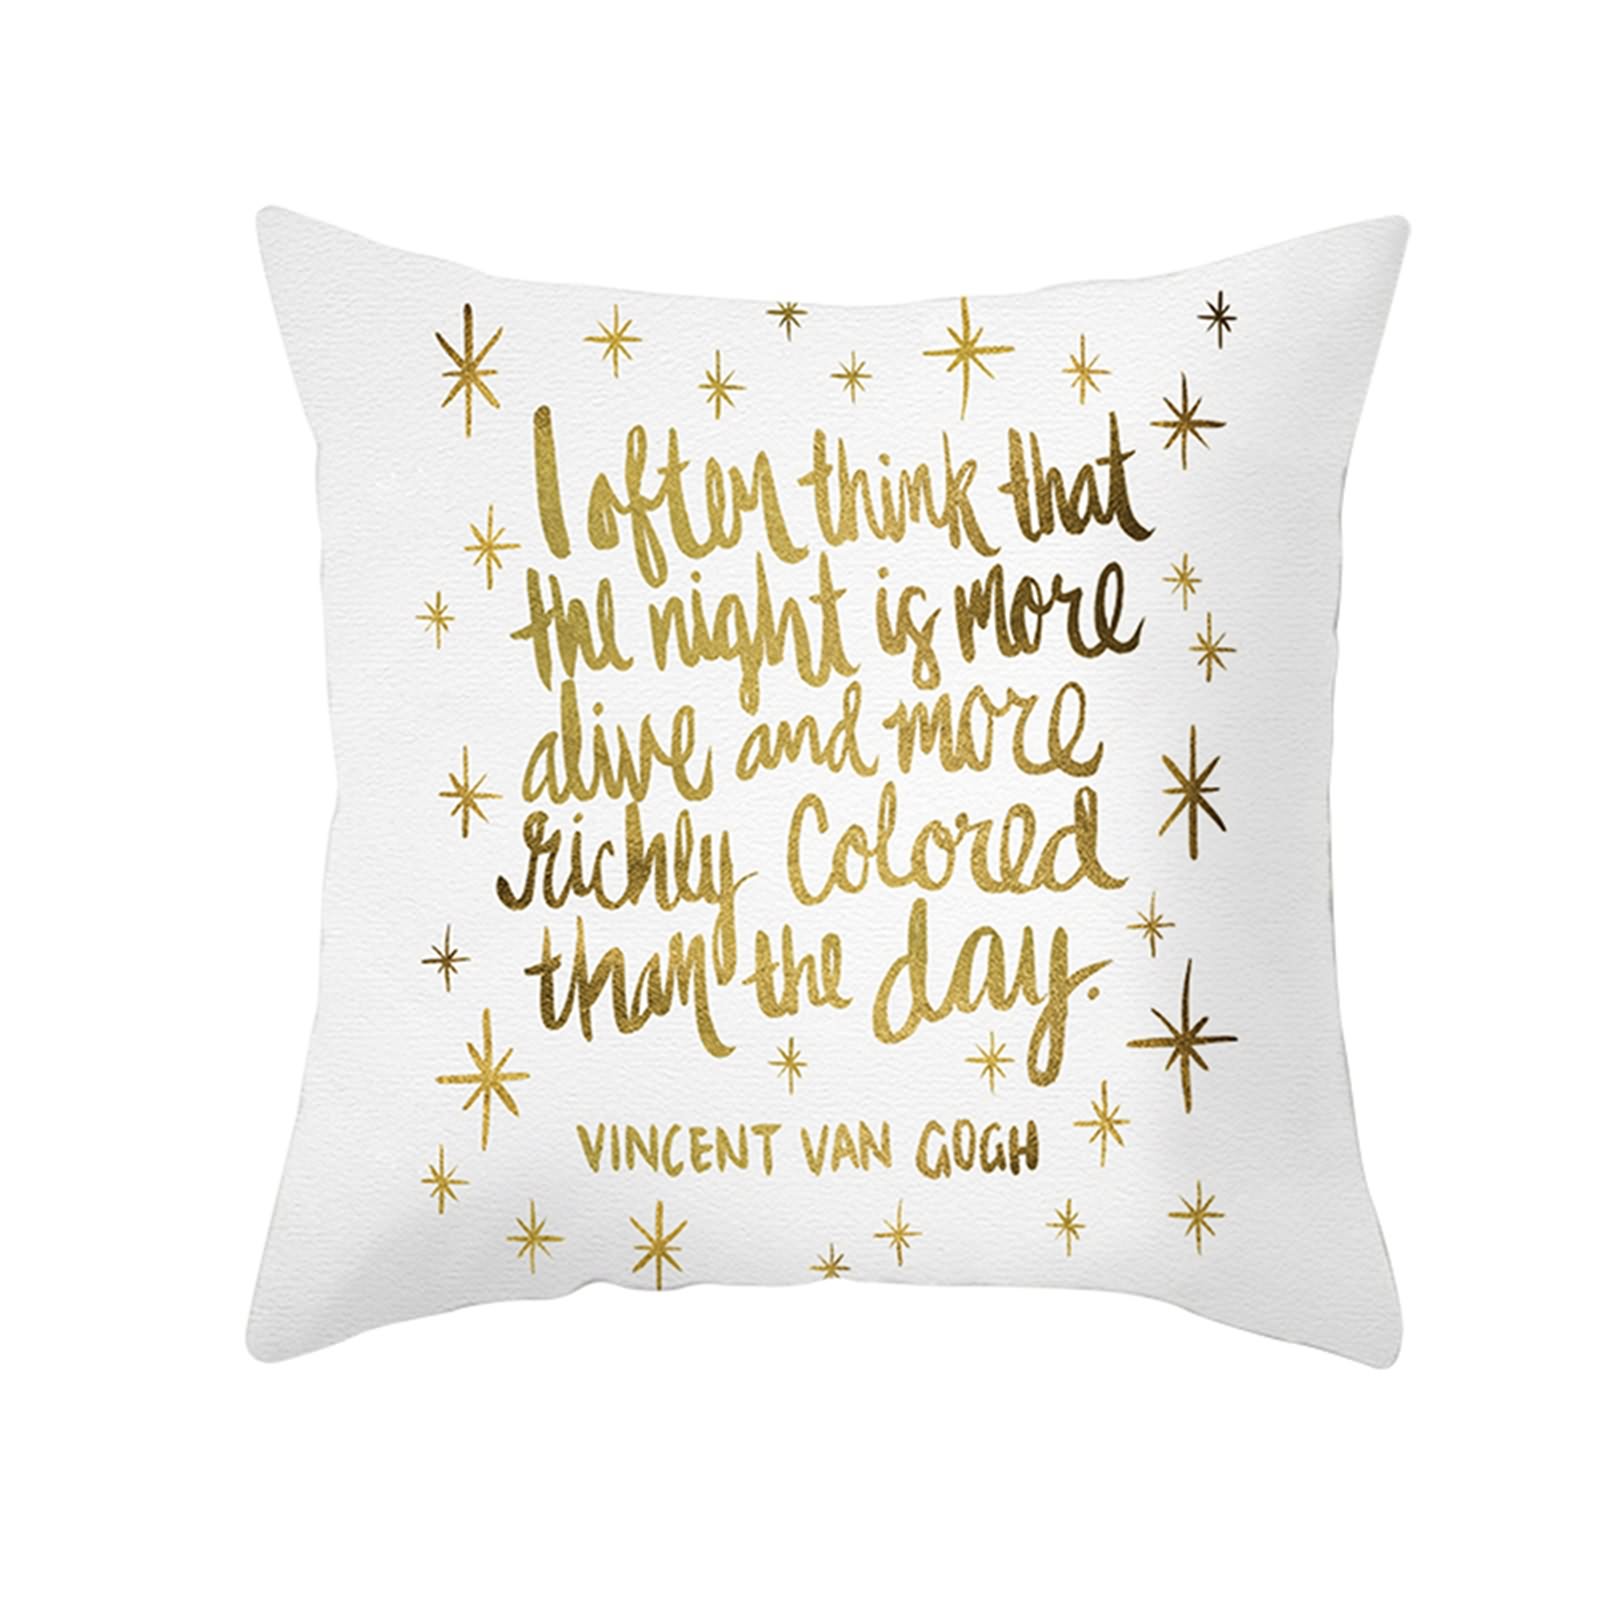 I often think that
the night is more
alive and more
richly Colored
than the day.
VINCENT VAN GOGH